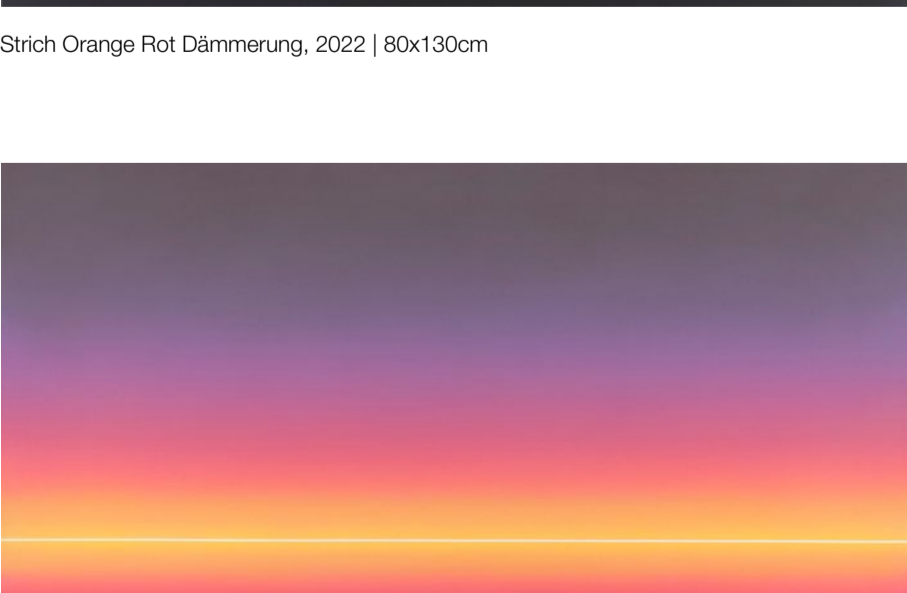 Strich Orange Rot Dämmerung, 2022 | 80x130cm